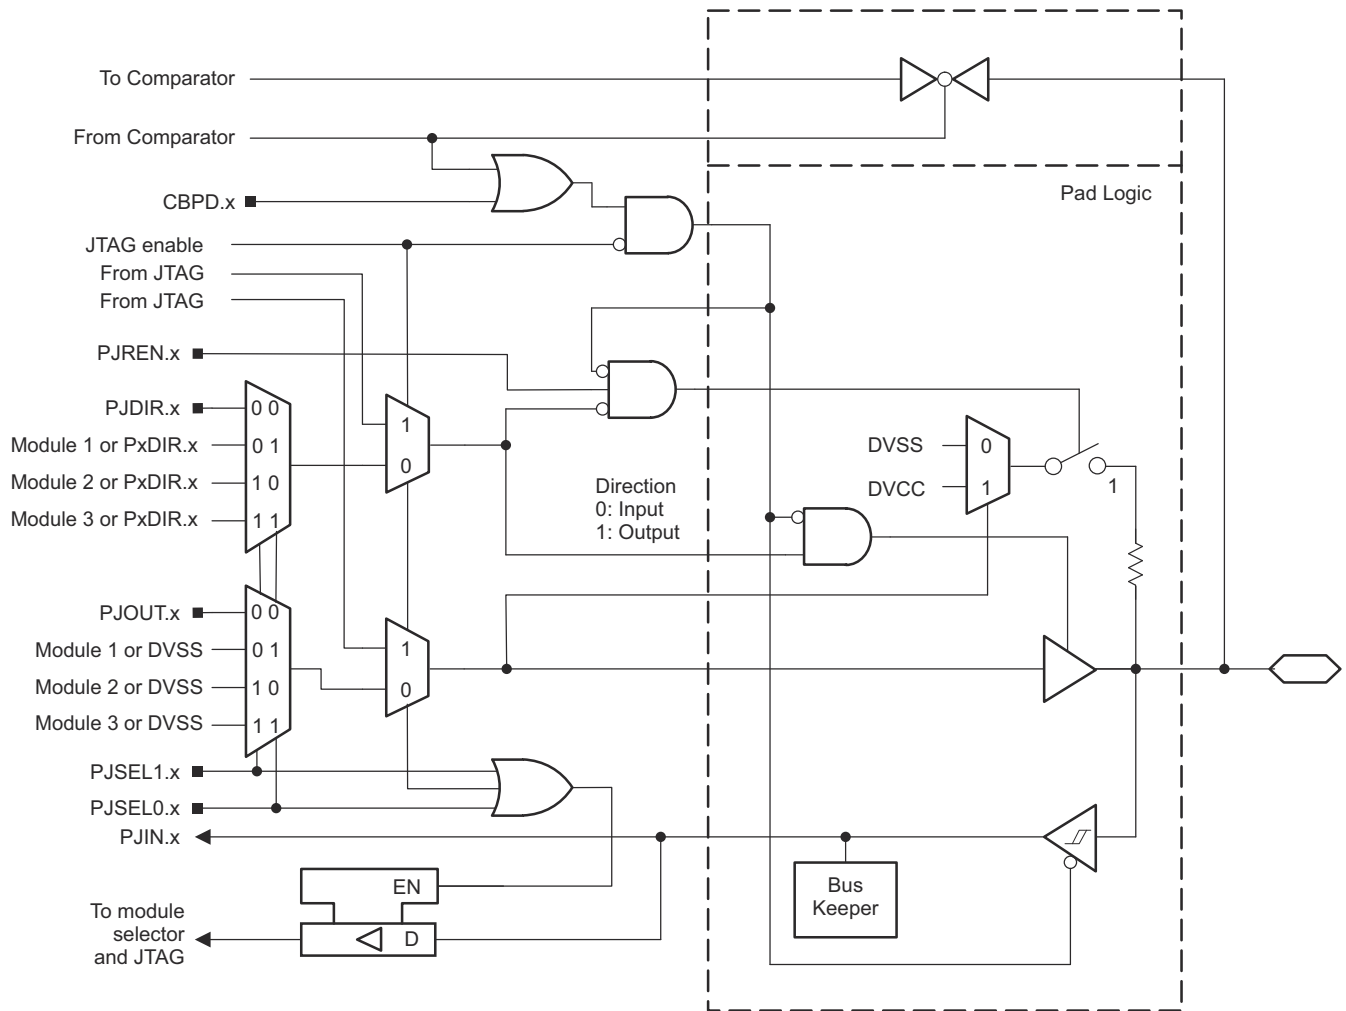 To Comparator
From Comparator
Pad Logic
CBPD.x
JTAG enable
From JTAG
From JTAG
PJREN.x
PJDIR.x
0 0
Module 1 or PxDIR.x
0 1
Module 2 or PxDIR.x
1 0
Module 3 or PxDIR.x
1 1
1
0
Direction
0: Input
1: Output
DVSS
0
DVCC
1
1
PJOUT.x
0 0
Module 1 or DVSS
0 1
Module 2 or DVSS
1 0
Module 3 or DVSS
1 1
1
0
PJSEL1.x
PJSEL0.x
PJIN.x
EN
D
To module
selector
and JTAG
Bus
Keeper